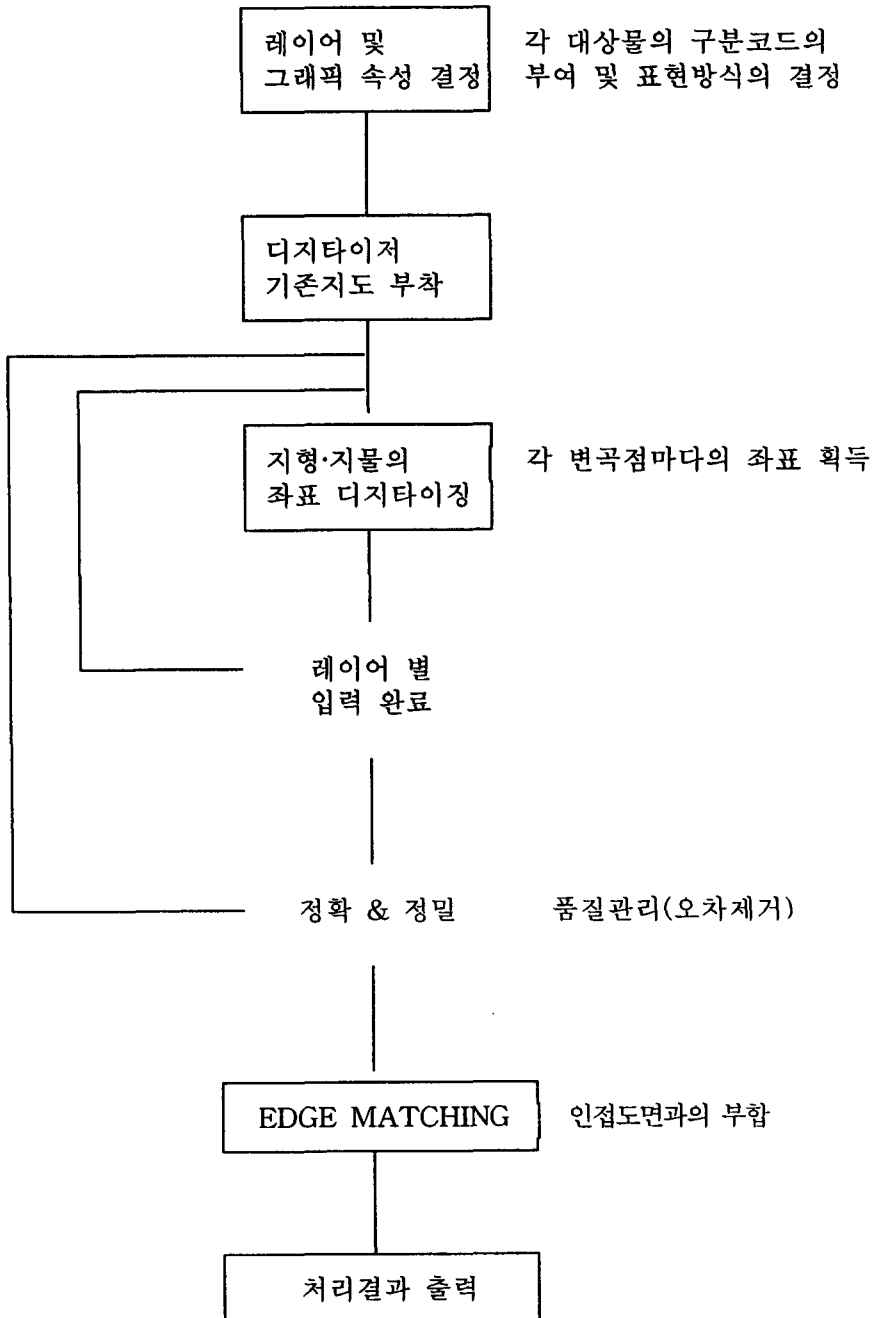 레이어 및
그래픽 속성 결정
각 대상물의 구분코드의
부여 및 표현방식의 결정
디지타이저
기존지도 부착
지형·지물의
좌표 디지타이징
각 변곡점마다의 좌표 획득
레이어 별
입력 완료
정확 & 정밀
품질관리(오차제거)
EDGE MATCHING
인접도면과의 부합
처리결과 출력